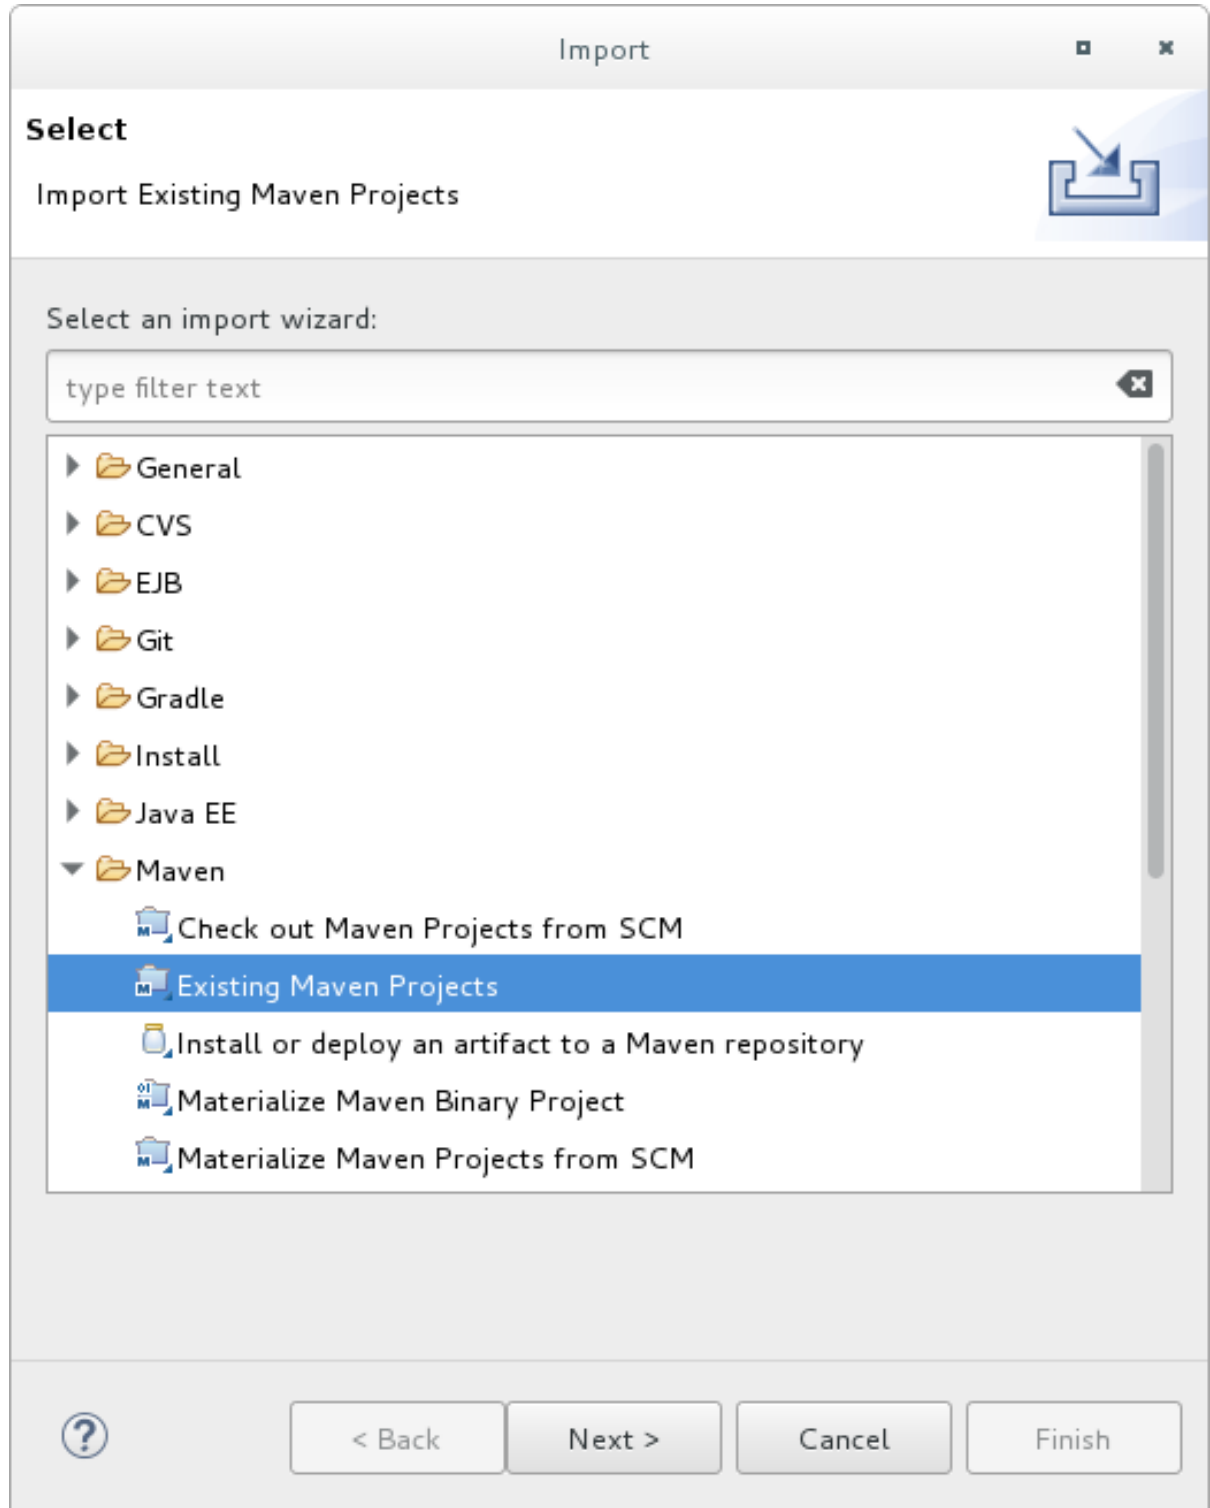 Import
Select
Import Existing Maven Projects
Select an import wizard:
type filter text
General
CVS
EJB
Git
Gradle
Install
Java EE
Maven
Check out Maven Projects from SCM
Existing Maven Projects
Install or deploy an artifact to a Maven repository
Materialize Maven Binary Project
Materialize Maven Projects from SCM
< Back Next > Cancel Finish